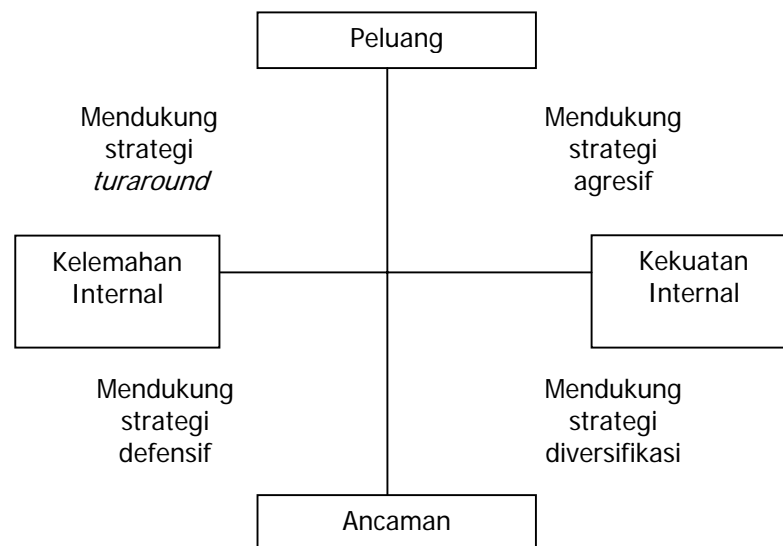 Peluang
Mendukung
strategi
turaround
Mendukung
strategi
agresif
Kelemahan
Internal
Kekuatan
Internal
Mendukung
strategi
defensif
Mendukung
strategi
diversifikasi
Ancaman